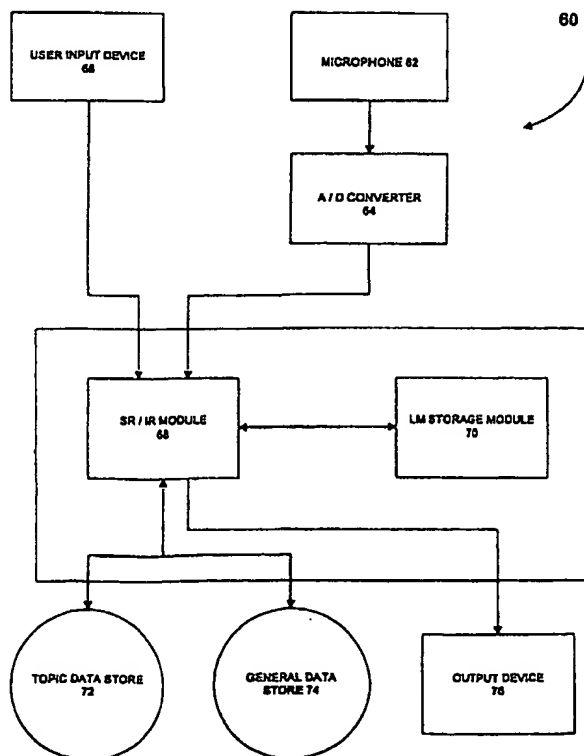 60
USER INPUT DEVICE
66
MICROPHONE 62
A / D CONVERTER
64
SR / IR MODULE
68
LM STORAGE MODULE
70
TOPIC DATA STORE
72
GENERAL DATA
STORE 74
OUTPUT DEVICE
76